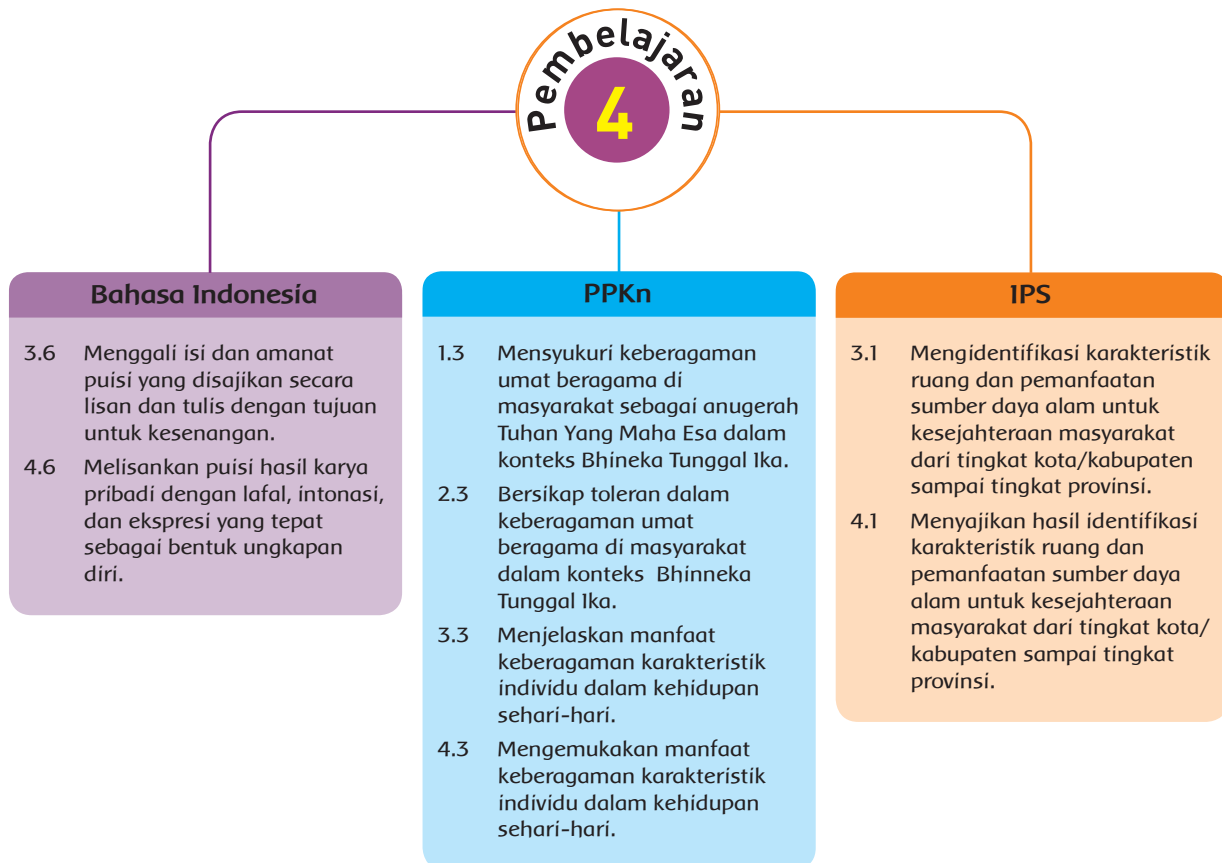 Pembelajaran
4
Bahasa Indonesia
3.6 Menggali isi dan amanat
puisi yang disajikan secara
lisan dan tulis dengan tujuan
untuk kesenangan.
4.6 Melisankan puisi hasil karya
pribadi dengan lafal, intonasi,
dan ekspresi yang tepat
sebagai bentuk ungkapan
diri.
PPKn
1.3 Mensyukuri keberagaman
umat beragama di
masyarakat sebagai anugerah
Tuhan Yang Maha Esa dalam
konteks Bhineka Tunggal Ika.
2.3 Bersikap toleran dalam
keberagaman umat
beragama di masyarakat
dalam konteks Bhinneka
Tunggal Ika.
3.3 Menjelaskan manfaat
keberagaman karakteristik
individu dalam kehidupan
sehari-hari.
4.3 Mengemukakan manfaat
keberagaman karakteristik
individu dalam kehidupan
sehari-hari.
IPS
3.1 Mengidentifikasi karakteristik
ruang dan pemanfaatan
sumber daya alam untuk
kesejahteraan masyarakat
dari tingkat kota/kabupaten
sampai tingkat provinsi.
4.1 Menyajikan hasil identifikasi
karakteristik ruang dan
pemanfaatan sumber daya
alam untuk kesejahteraan
masyarakat dari tingkat kota/
kabupaten sampai tingkat
provinsi.